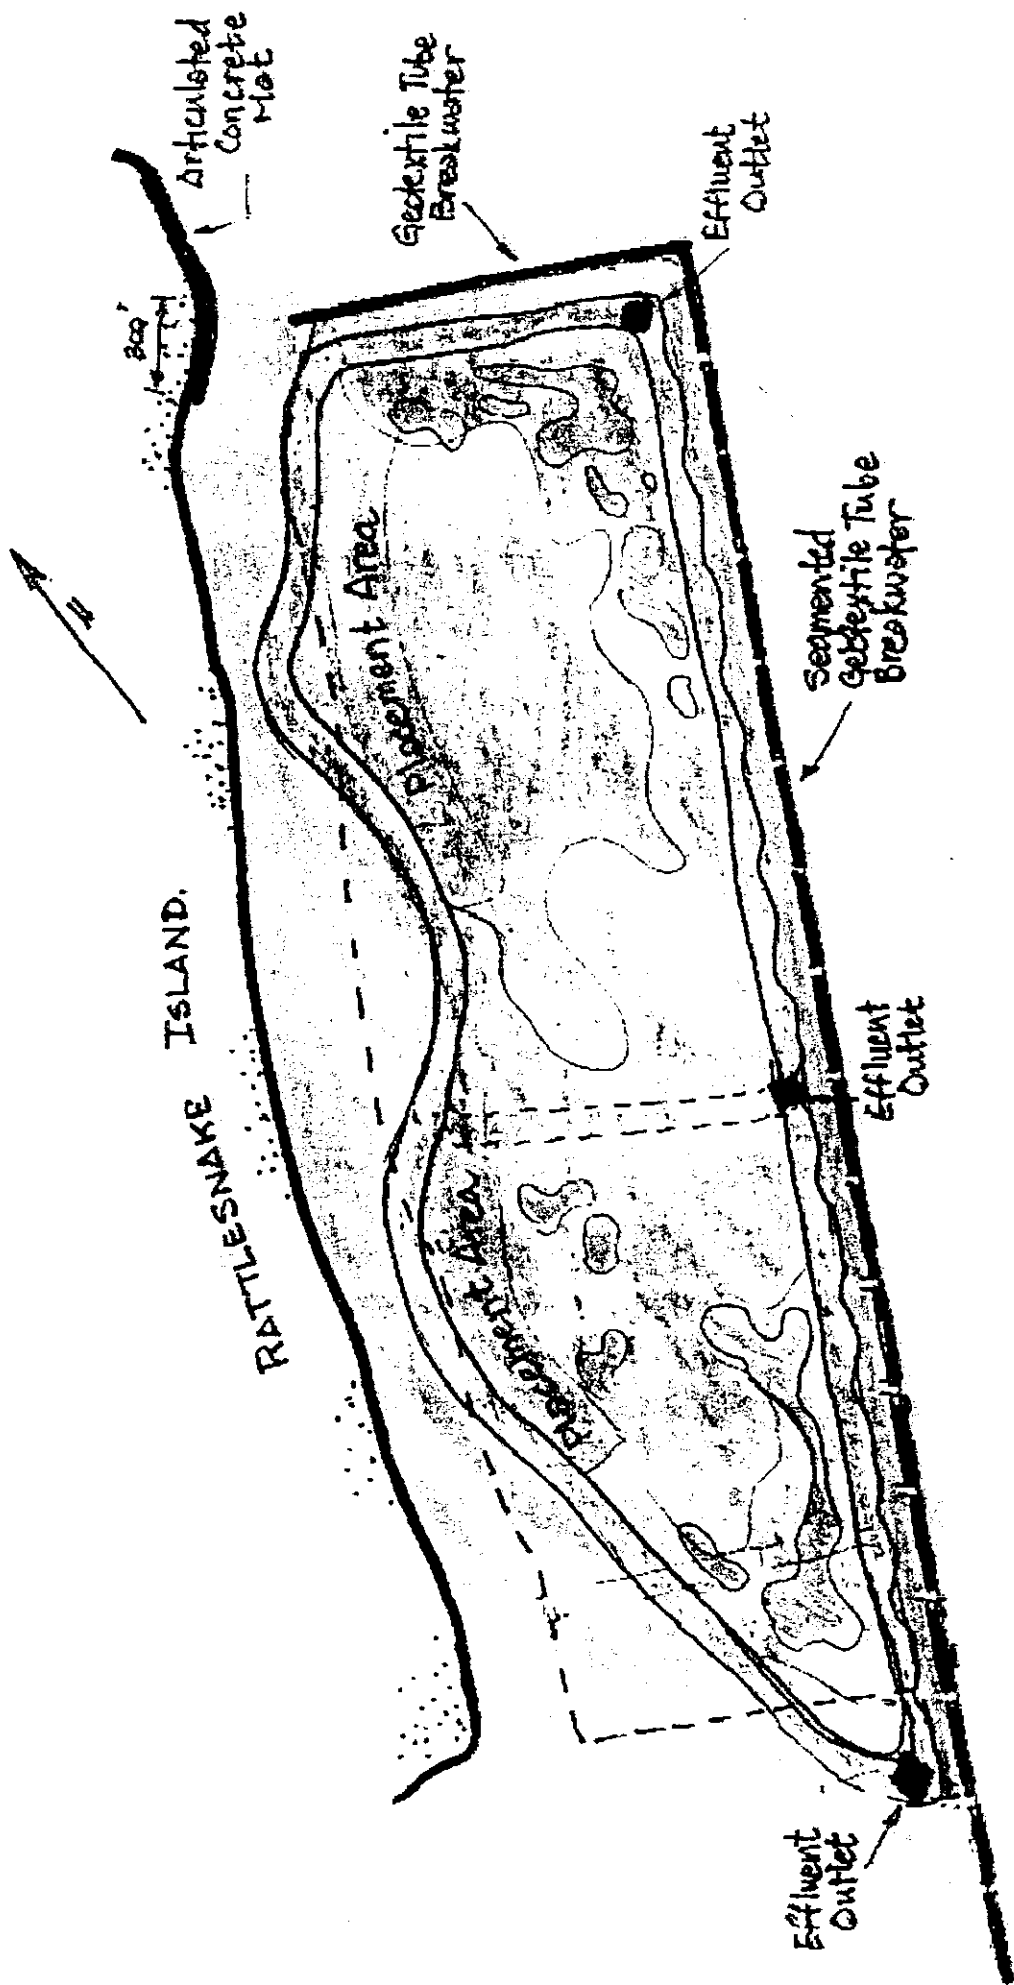 Articulated
Concrete
Mat
300'
Geotextile Tube
Breakwater
Effluent
Outlet
N
RATTLESNAKE ISLAND.
Placement Area
Placement Area
Segmented
Geotextile Tube
Breakwater
Effluent
Outlet
Effluent
Outlet